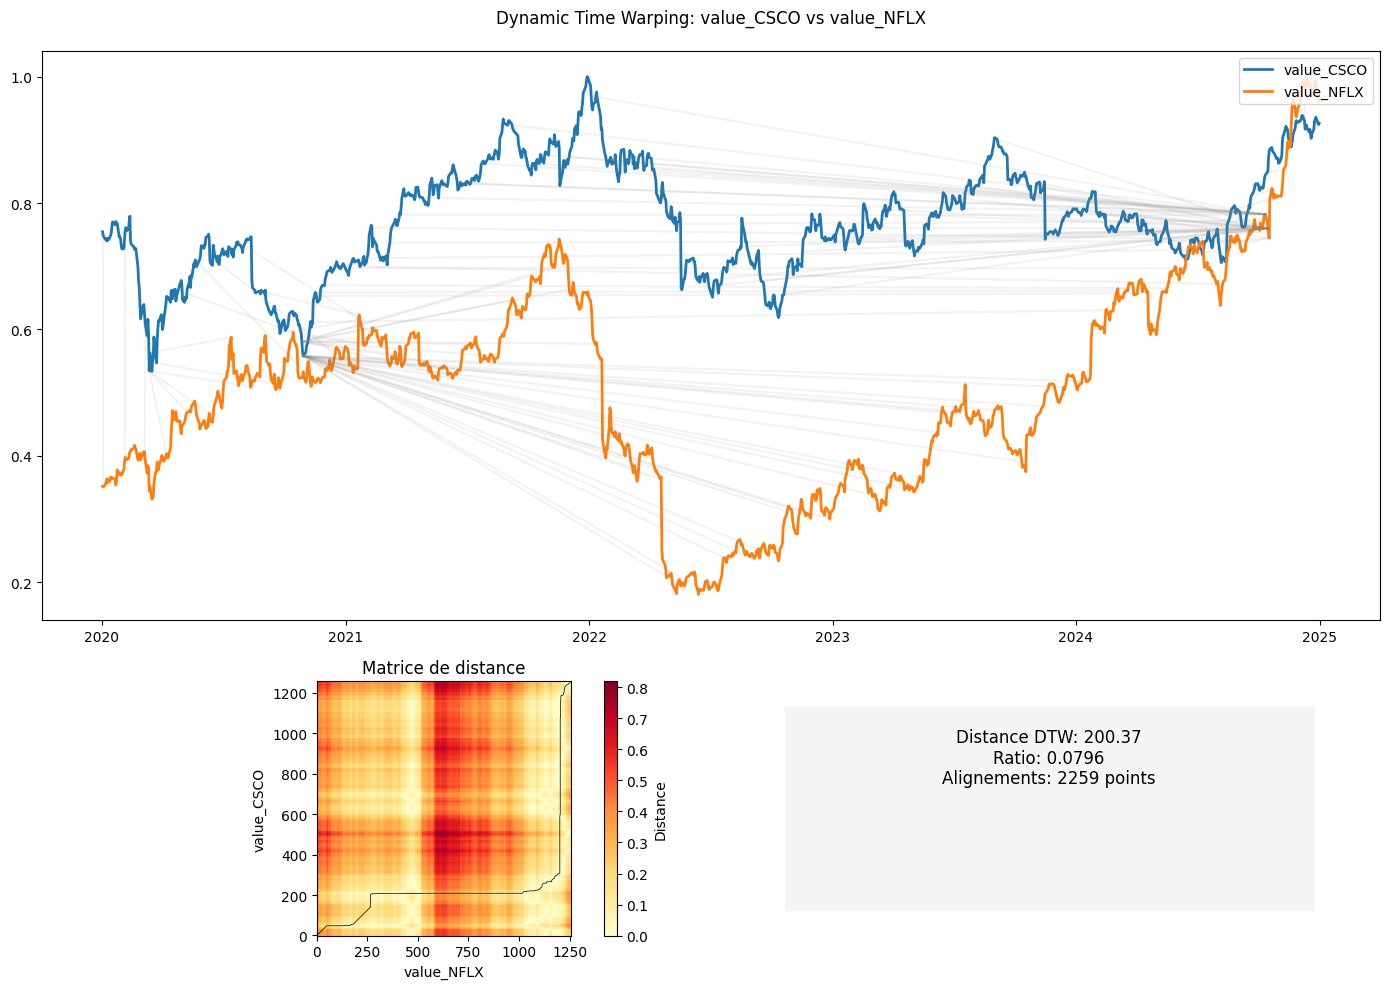 Dynamic Time Warping: value_CSCO vs value_NFLX
value_CSCO
value_NFLX
1.0
0.8
0.6
0.4
0.2
2020 2021 2022 2023 2024 2025
Matrice de distance
1200
1000
800
600
400
200
0
value_CSCO
0 250 500 750 1000 1250
value_NFLX
0.8
0.7
0.6
0.5
0.4
0.3
0.2
0.1
0.0
Distance
Distance DTW: 200.37
Ratio: 0.0796
Alignements: 2259 points